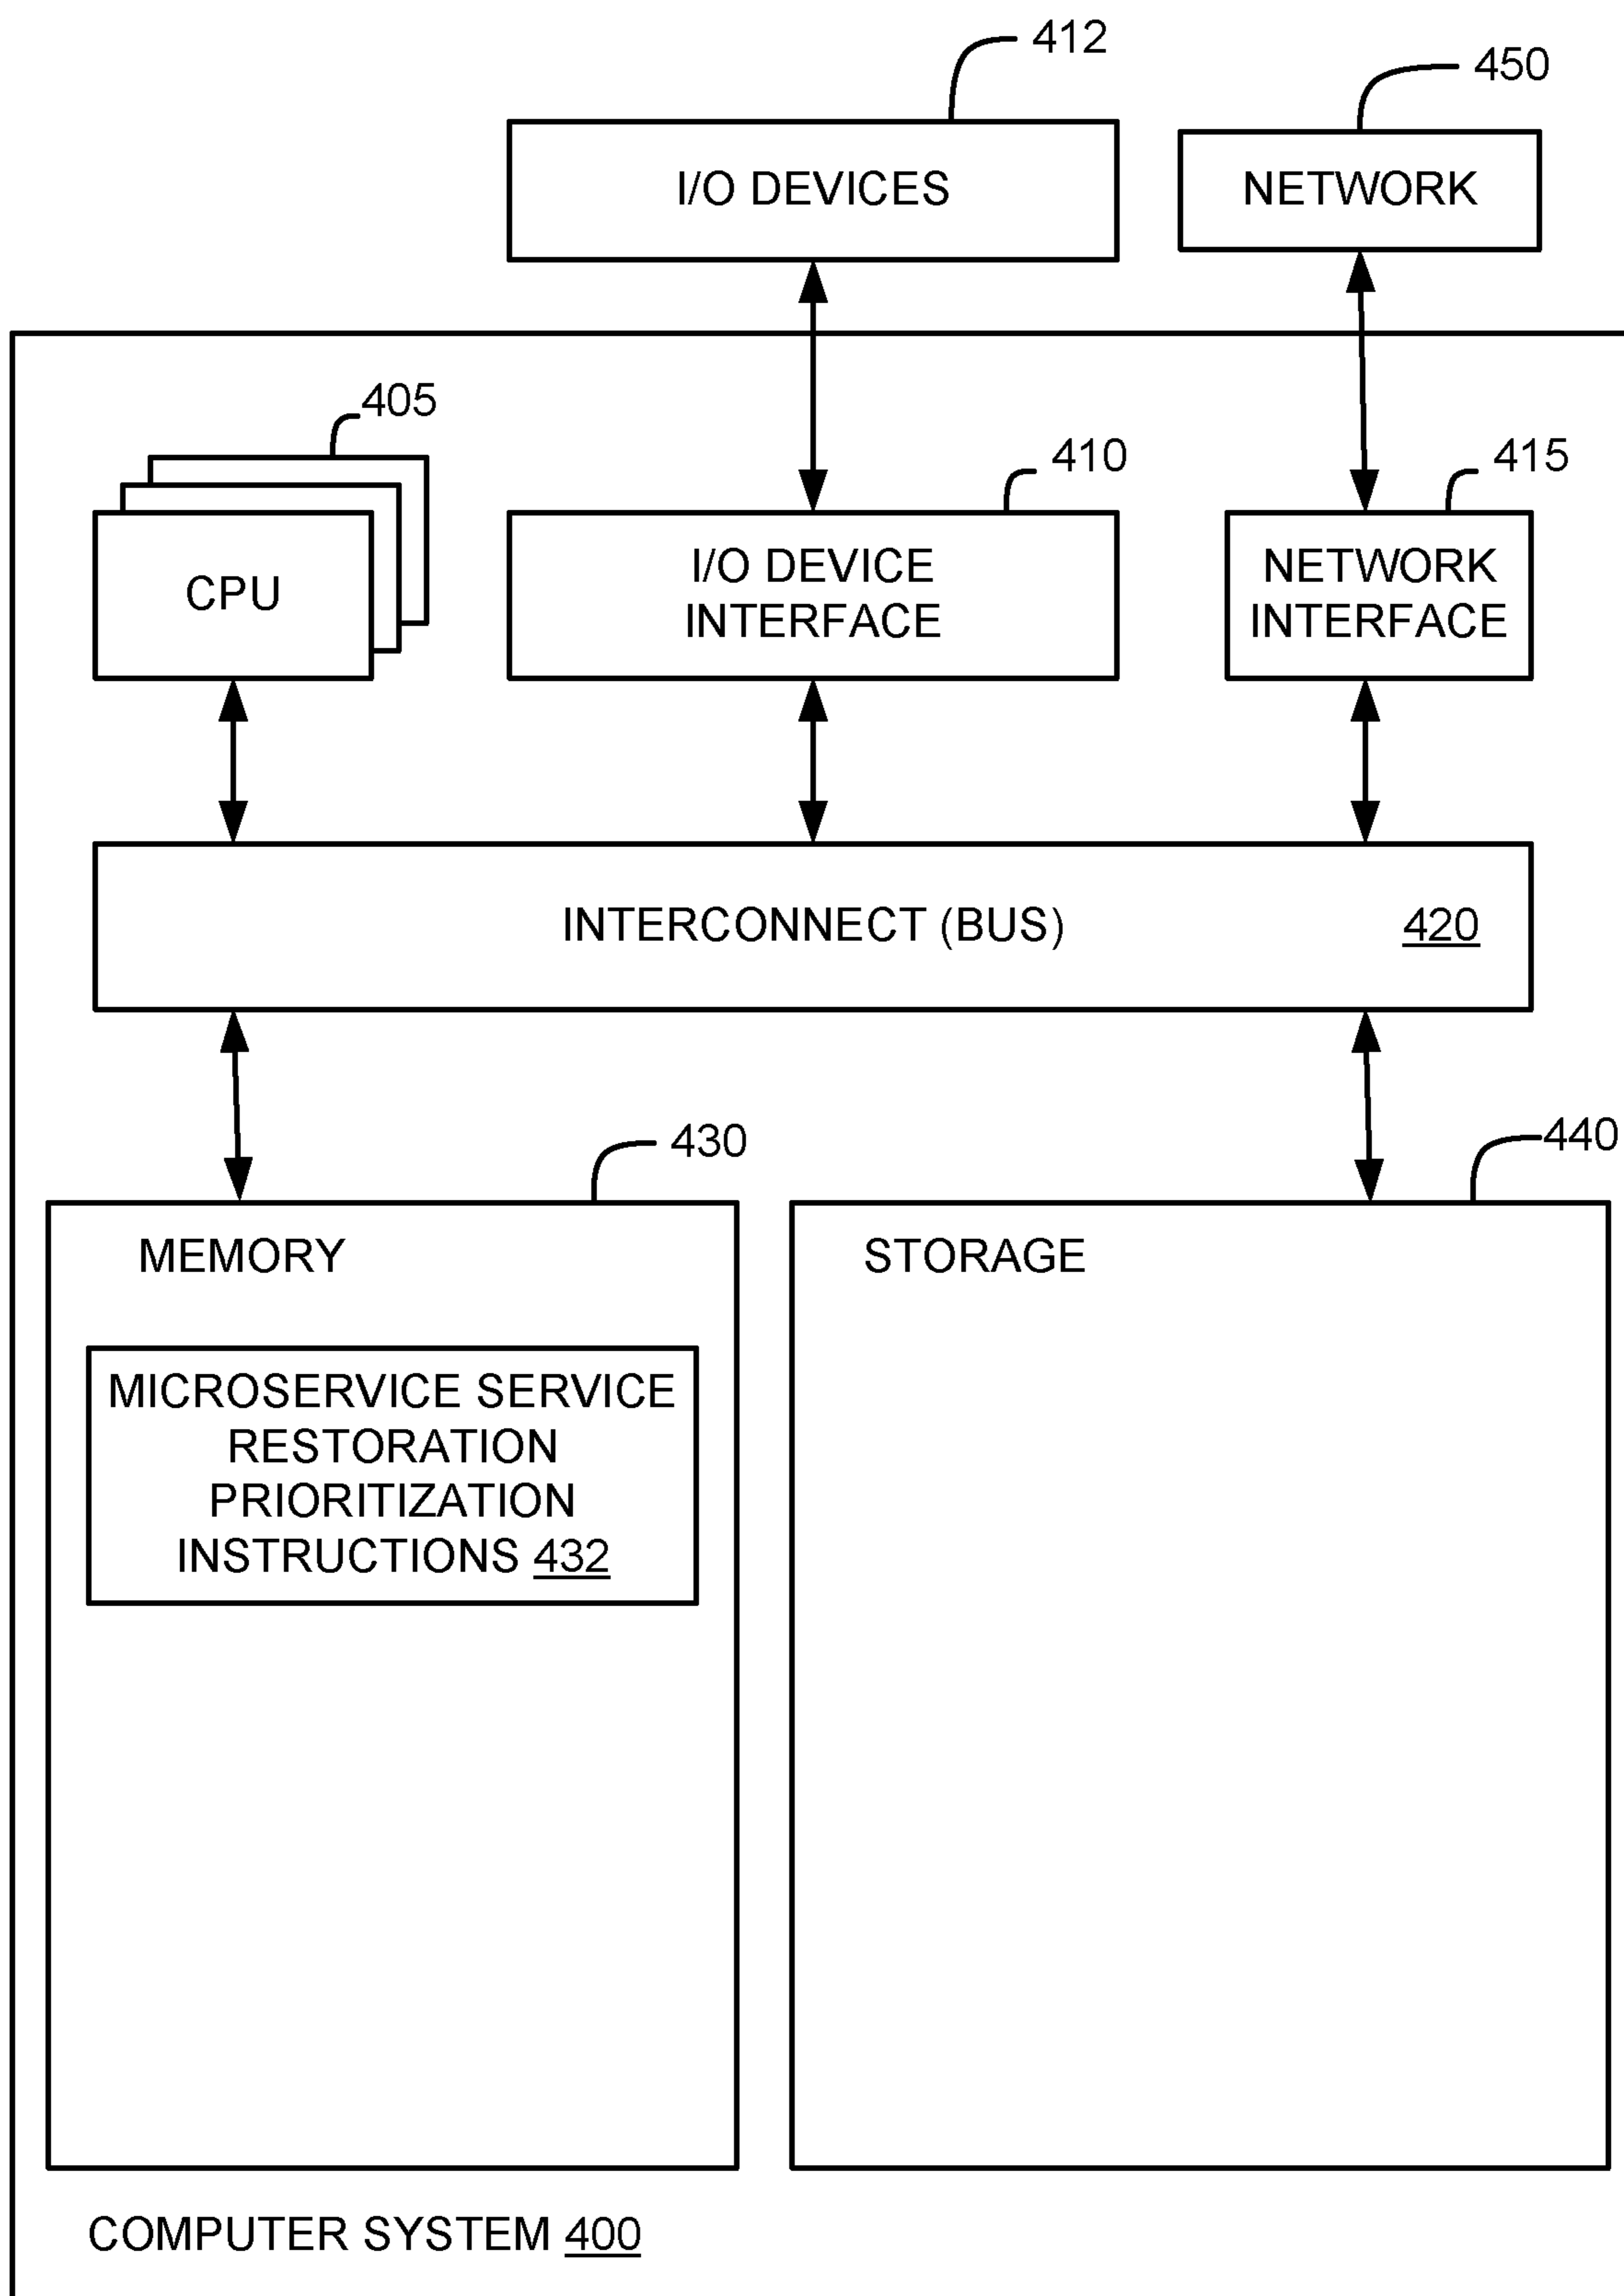 412
450
I/O DEVICES
NETWORK
405
410
415
CPU
I/O DEVICE
INTERFACE
NETWORK
INTERFACE
INTERCONNECT (BUS) 420
430
440
MEMORY
STORAGE
MICROSERVICE SERVICE
RESTORATION
PRIORITIZATION
INSTRUCTIONS 432
COMPUTER SYSTEM 400